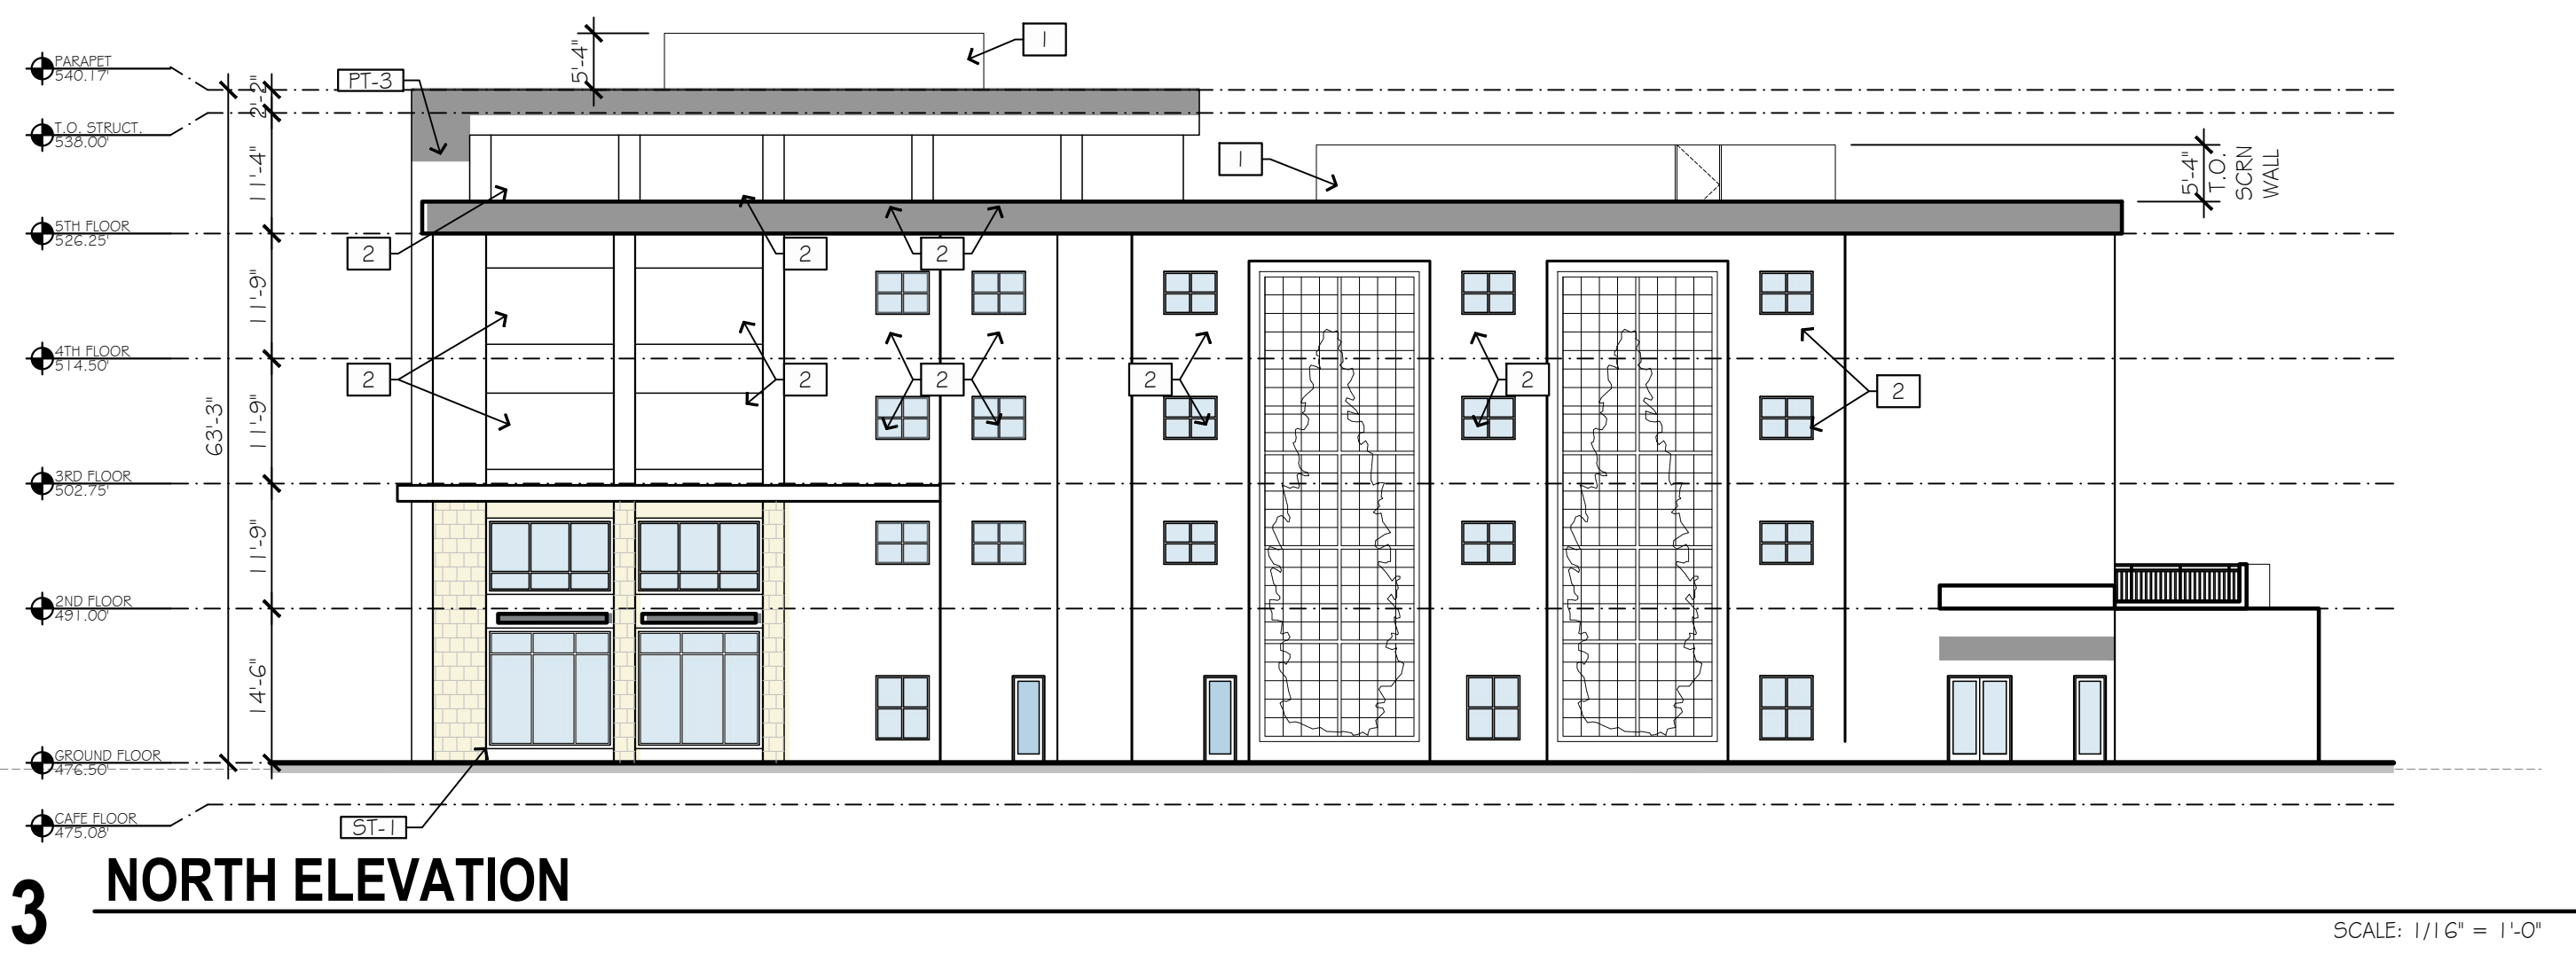 5'-4"
1
PARAPET
540.17'
PT-3
2'-2"
T.O. STRUCT.
538.00'
1
11'-4"
5'-4"
T.O.
SCRN
WALL
5TH FLOOR
526.25'
2
2
2
11'-9"
4TH FLOOR
514.50'
2
2
2
2
2
2
63'-3"
11'-9"
3RD FLOOR
502.75'
11'-9"
2ND FLOOR
491.00'
14'-6"
GROUND FLOOR
476.50'
CAFE FLOOR
475.08'
ST-1
3
NORTH ELEVATION
SCALE: 1/16" = 1'-0"